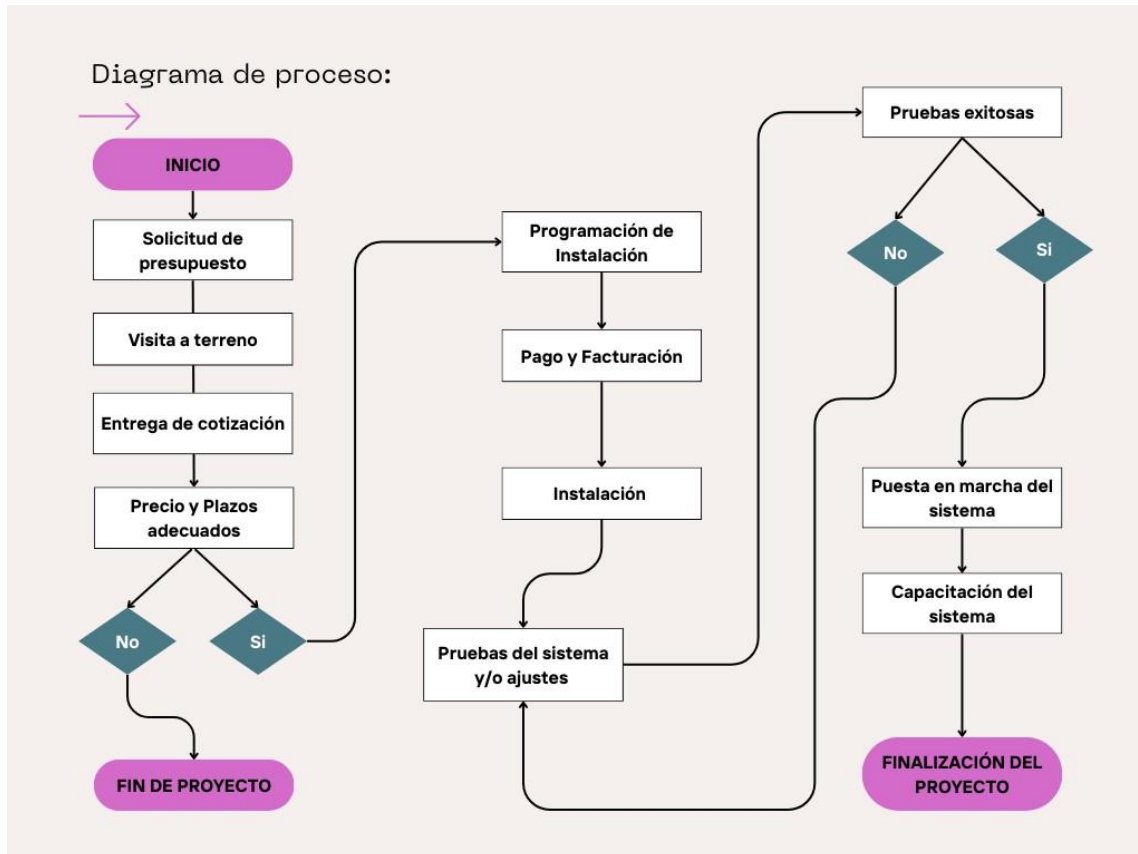 Diagrama de proceso:
INICIO
Solicitud de
presupuesto
Visita a terreno
Entrega de cotización
Precio y Plazos
adecuados
No
Si
FIN DE PROYECTO
Programación de
Instalación
Pago y Facturación
Instalación
Pruebas del sistema
y/o ajustes
Pruebas exitosas
No
Si
Puesta en marcha del
sistema
Capacitación del
sistema
FINALIZACIÓN DEL
PROYECTO